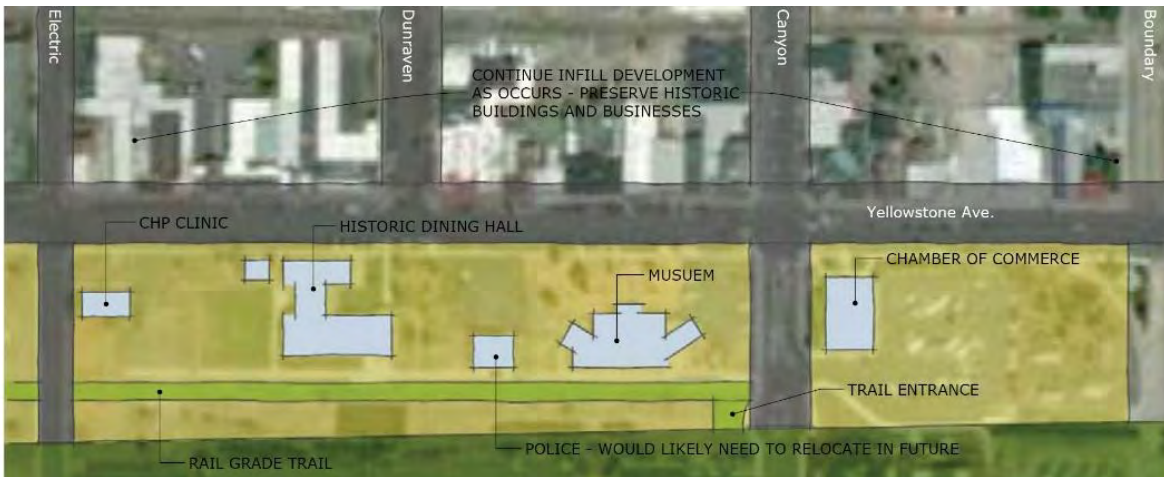 Electric
Dunraven
Canyon
Boundary
CONTINUE INFILL DEVELOPMENT
AS OCCURS - PRESERVE HISTORIC
BUILDINGS AND BUSINESSES
Yellowstone Ave.
CHP CLINIC
HISTORIC DINING HALL
MUSUEM
CHAMBER OF COMMERCE
TRAIL ENTRANCE
POLICE - WOULD LIKELY NEED TO RELOCATE IN FUTURE
RAIL GRADE TRAIL